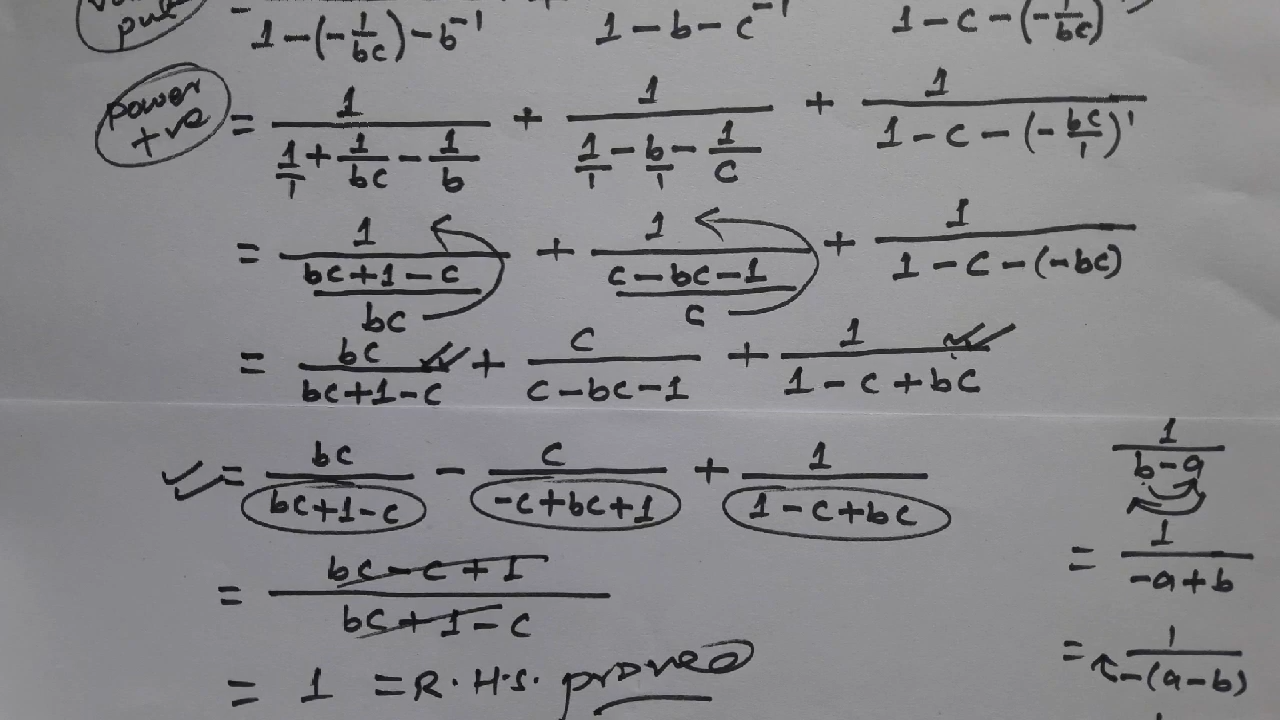 put = 1/(1-(-1/bc)-b⁻¹) + 1/(1-b-c⁻¹) 1/(1-c-(-1/bc))
power +ve = 1/(1/1+1/bc-1/b) + 1/(1/1-b/1-1/c) + 1/(1-c-(-bc/1)¹)
= 1/((bc+1-c)/bc) + 1/((c-bc-1)/c) + 1/(1-c-(-bc))
= bc/(bc+1-c) + c/(c-bc-1) + 1/(1-c+bc)
= bc/(bc+1-c) - c/(-c+bc+1) + 1/(1-c+bc)
= (bc-c+1)/(bc+1-c)
= 1 = R.H.S. proved
1/(b-a)
= 1/(-a+b)
= 1/(-(a-b))